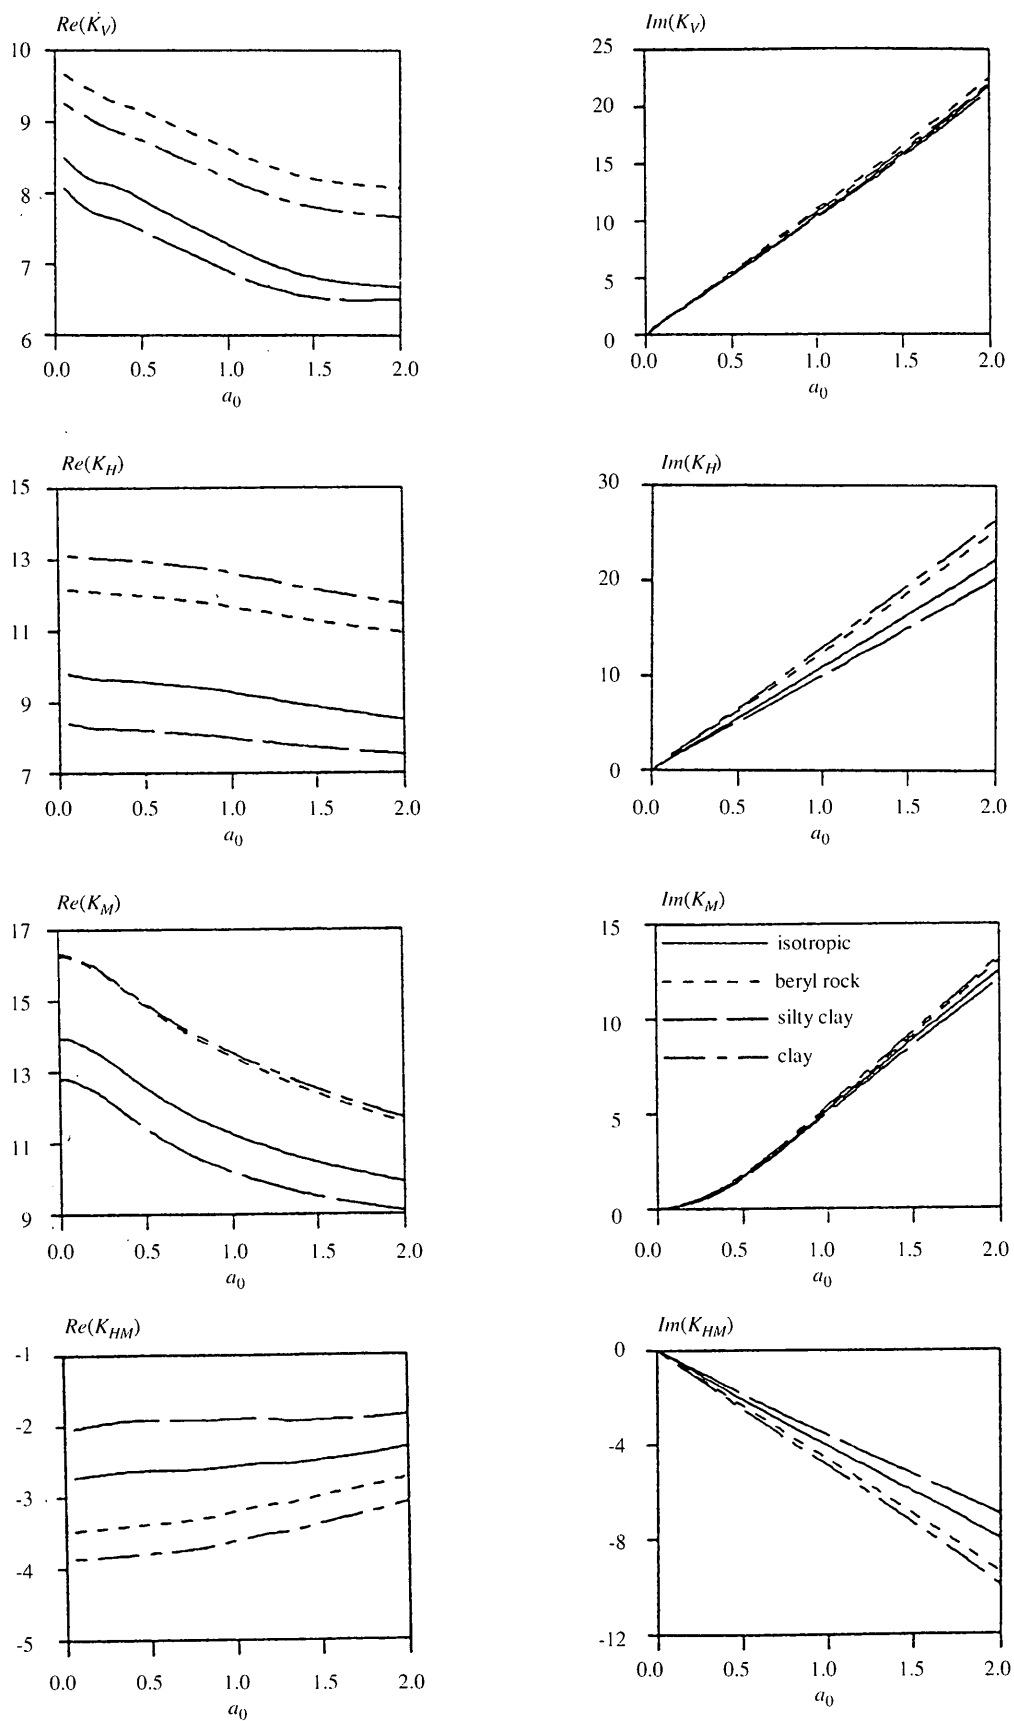 Re(K_V)
10
9
8
7
6
0.0 0.5 1.0 1.5 2.0
a_0
Im(K_V)
25
20
15
10
5
0
0.0 0.5 1.0 1.5 2.0
a_0
Re(K_H)
15
13
11
9
7
0.0 0.5 1.0 1.5 2.0
a_0
Im(K_H)
30
20
10
0
0.0 0.5 1.0 1.5 2.0
a_0
Re(K_M)
17
15
13
11
9
0.0 0.5 1.0 1.5 2.0
a_0
Im(K_M)
15
10
5
0
isotropic
beryl rock
silty clay
clay
0.0 0.5 1.0 1.5 2.0
a_0
Re(K_HM)
-1
-2
-3
-4
-5
0.0 0.5 1.0 1.5 2.0
a_0
Im(K_HM)
0
-4
-8
-12
0.0 0.5 1.0 1.5 2.0
a_0